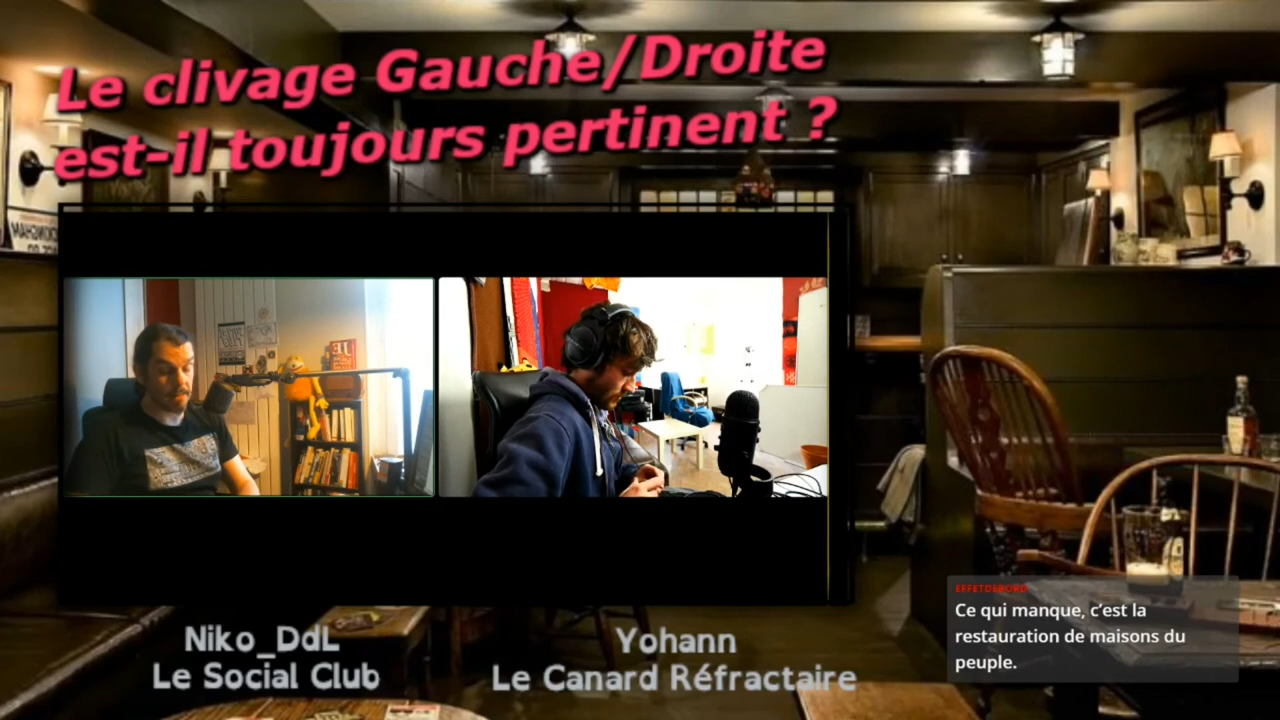 Le clivage Gauche/Droite
est-il toujours pertinent ?
JE
Niko_DdL
Le Social Club
Yohann
Le Canard Réfractaire
EFFETDEBORD
Ce qui manque, c'est la
restauration de maisons du
peuple.